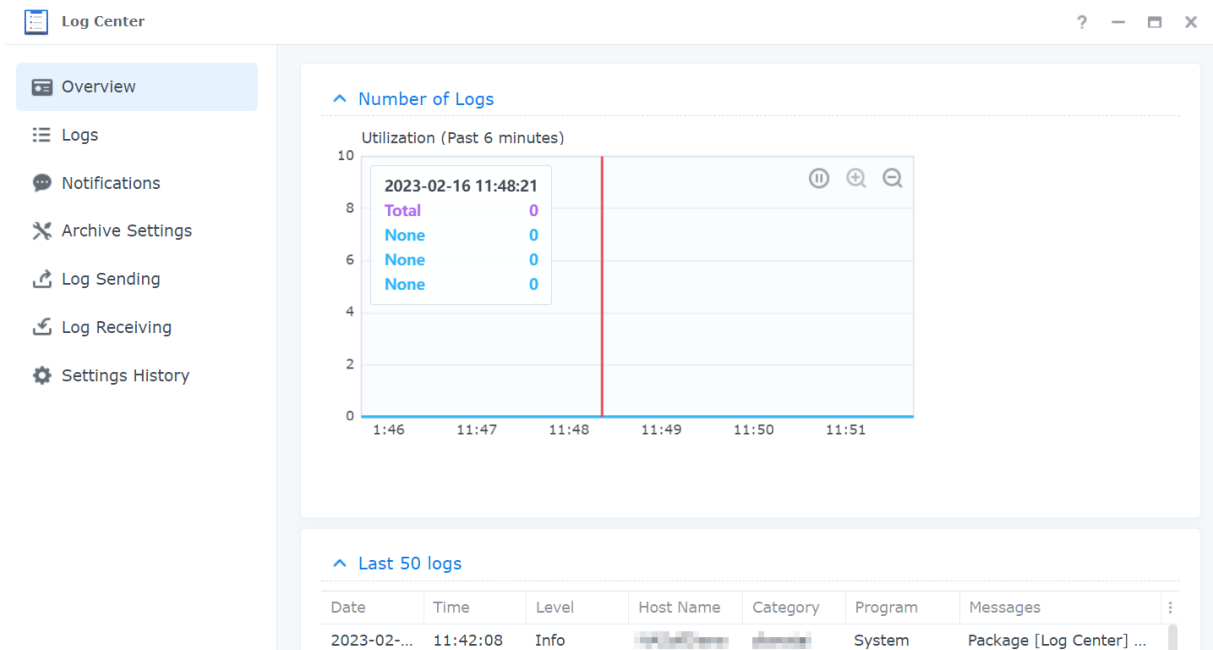 Log Center
?
Overview
Logs
Notifications
Archive Settings
Log Sending
Log Receiving
Settings History
Number of Logs
Utilization (Past 6 minutes)
10
8
6
4
2
0
2023-02-16 11:48:21
Total 0
None 0
None 0
None 0
1:46 11:47 11:48 11:49 11:50 11:51
Last 50 logs
Date Time Level Host Name Category Program Messages
2023-02-... 11:42:08 Info System Package [Log Center] ...